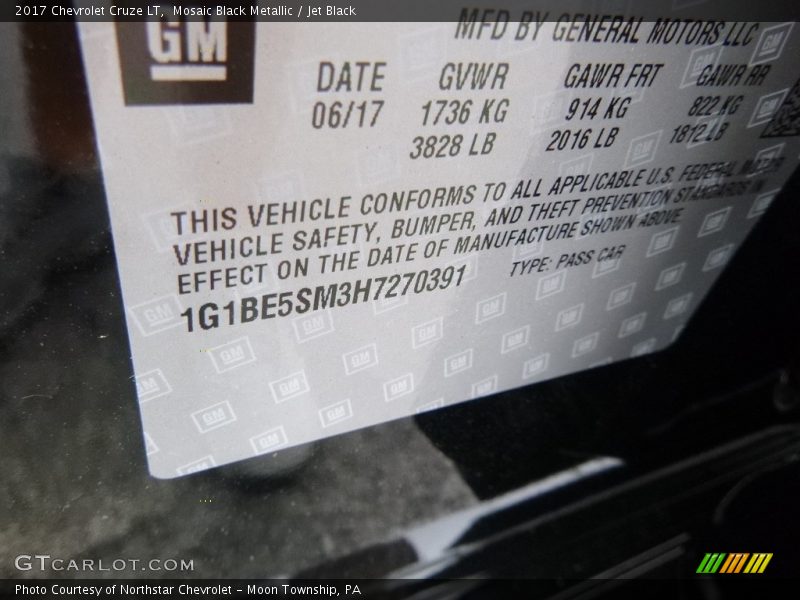 2017 Chevrolet Cruze LT,  Mosaic Black Metallic / Jet Black
GM
MFD BY GENERAL MOTORS LLC
DATE GVWR GAWR FRT GAWR RR
06/17 1736 KG 914 KG 822 KG
3828 LB 2016 LB 1812 LB
THIS VEHICLE CONFORMS TO ALL APPLICABLE U.S. FEDERAL MOTOR
VEHICLE SAFETY, BUMPER, AND THEFT PREVENTION STANDARDS IN
EFFECT ON THE DATE OF MANUFACTURE SHOWN ABOVE
1G1BE5SM3H7270391 TYPE: PASS CAR
GTCARLOT.COM
Photo Courtesy of Northstar Chevrolet – Moon Township, PA